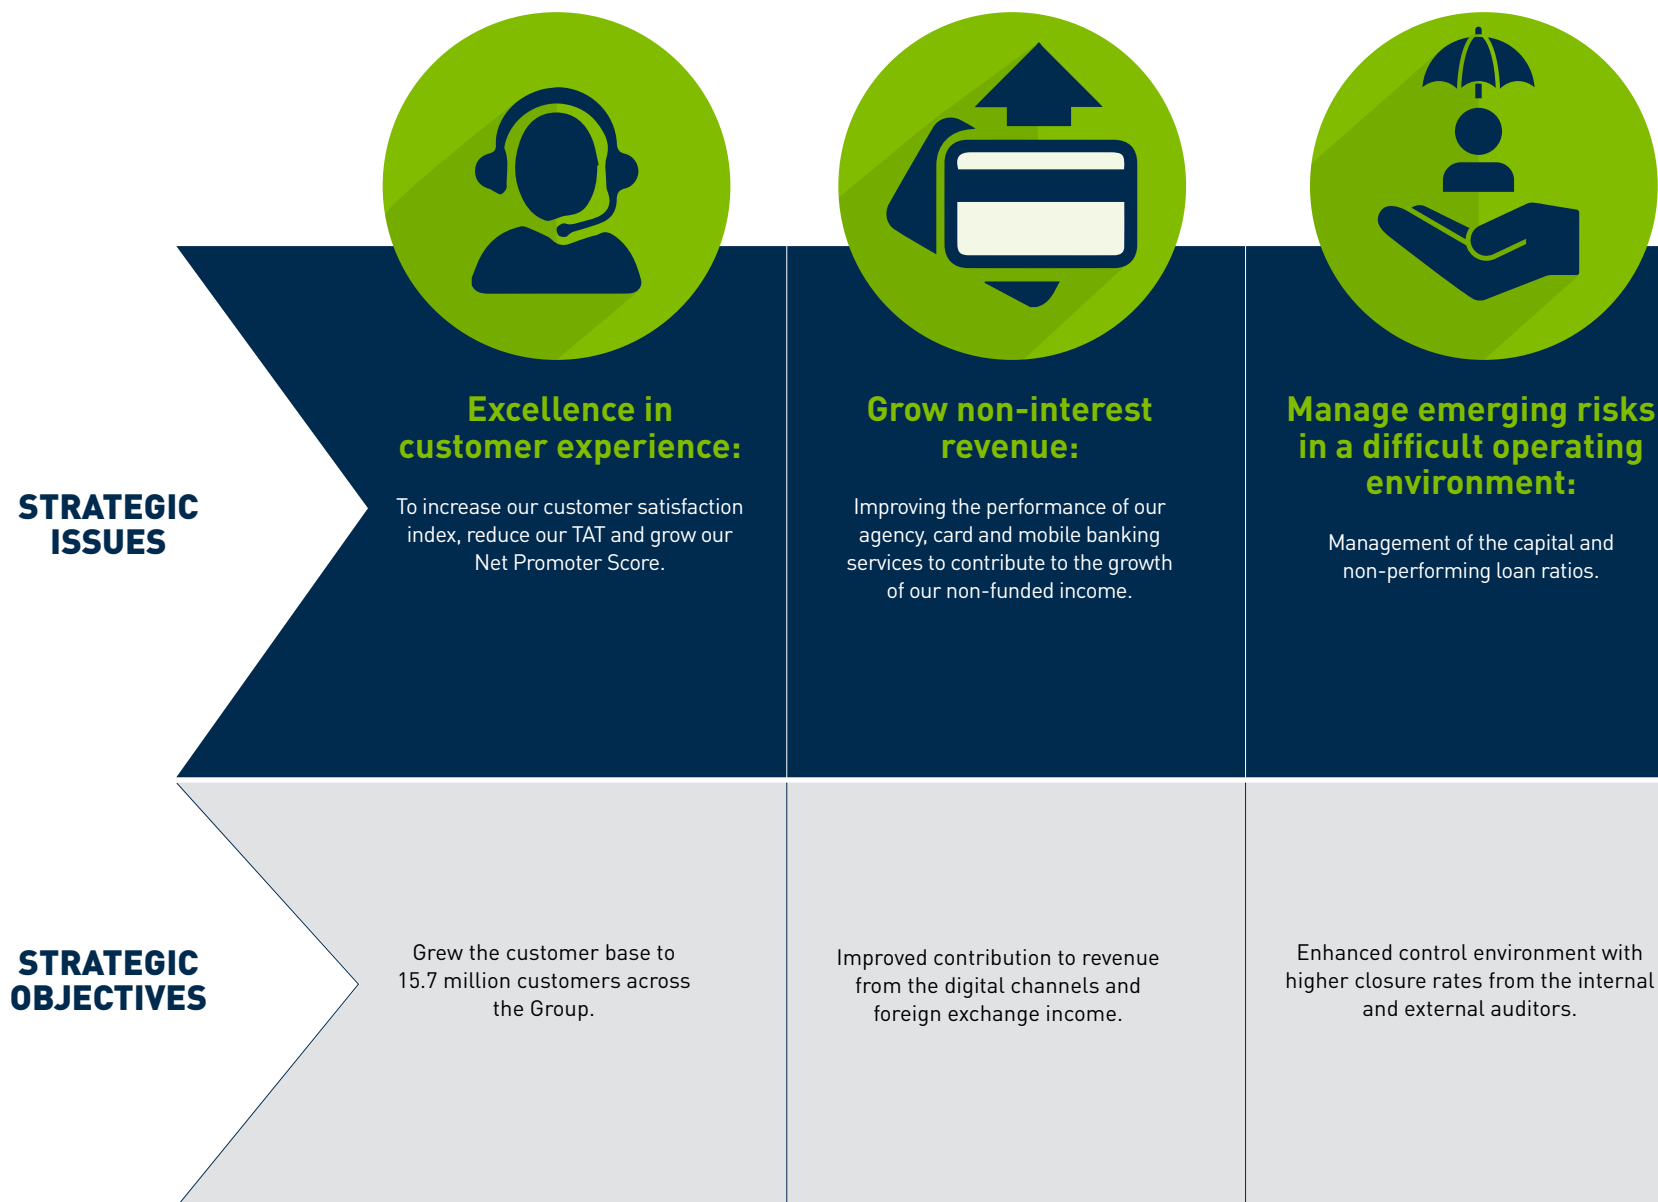 STRATEGIC
ISSUES
Excellence in
customer experience:
To increase our customer satisfaction
index, reduce our TAT and grow our
Net Promoter Score.
Grow non-interest
revenue:
Improving the performance of our
agency, card and mobile banking
services to contribute to the growth
of our non-funded income.
Manage emerging risks
in a difficult operating
environment:
Management of the capital and
non-performing loan ratios.
STRATEGIC
OBJECTIVES
Grew the customer base to
15.7 million customers across
the Group.
Improved contribution to revenue
from the digital channels and
foreign exchange income.
Enhanced control environment with
higher closure rates from the internal
and external auditors.